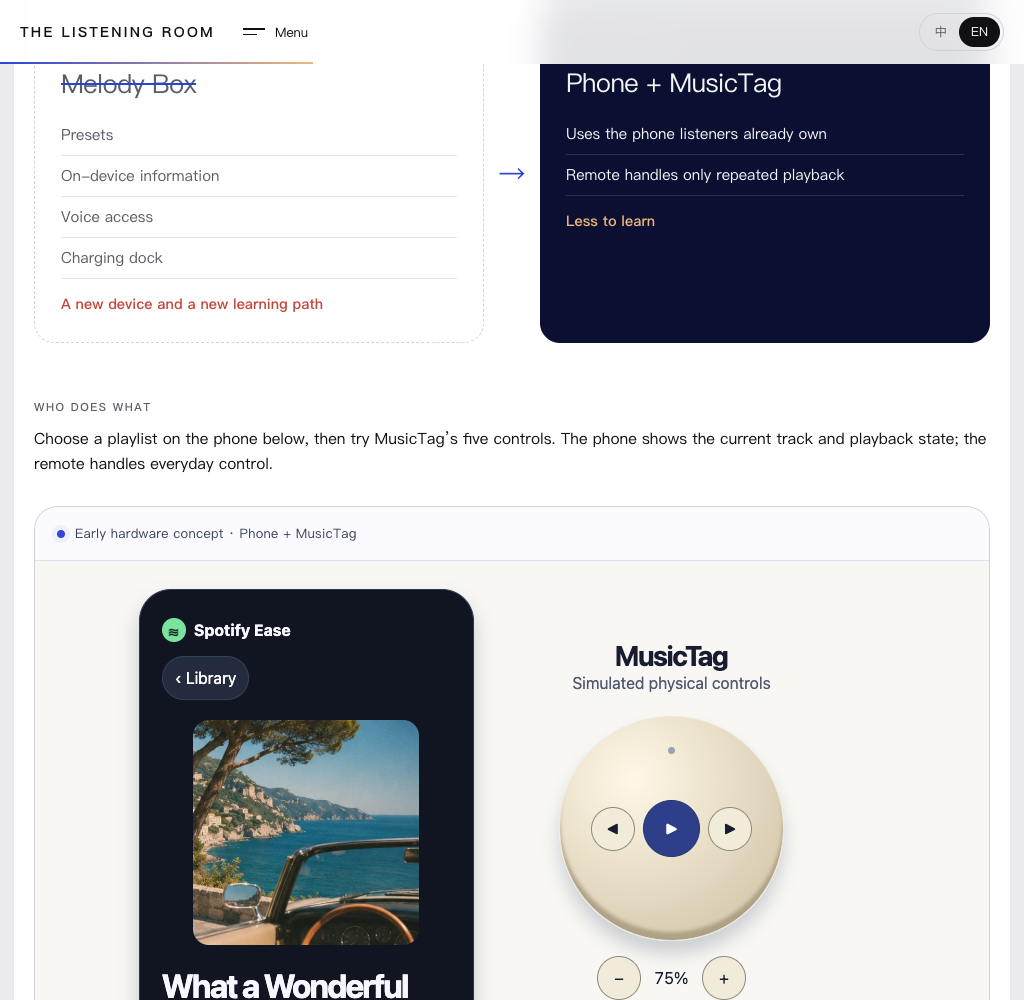 THE LISTENING ROOM
Menu
中
EN
Melody Box
Presets
On-device information
Voice access
Charging dock
A new device and a new learning path
→
Phone + MusicTag
Uses the phone listeners already own
Remote handles only repeated playback
Less to learn
WHO DOES WHAT
Choose a playlist on the phone below, then try MusicTag's five controls. The phone shows the current track and playback state; the
remote handles everyday control.
Early hardware concept · Phone + MusicTag
Spotify Ease
‹ Library
What a Wonderful
MusicTag
Simulated physical controls
− 75% +